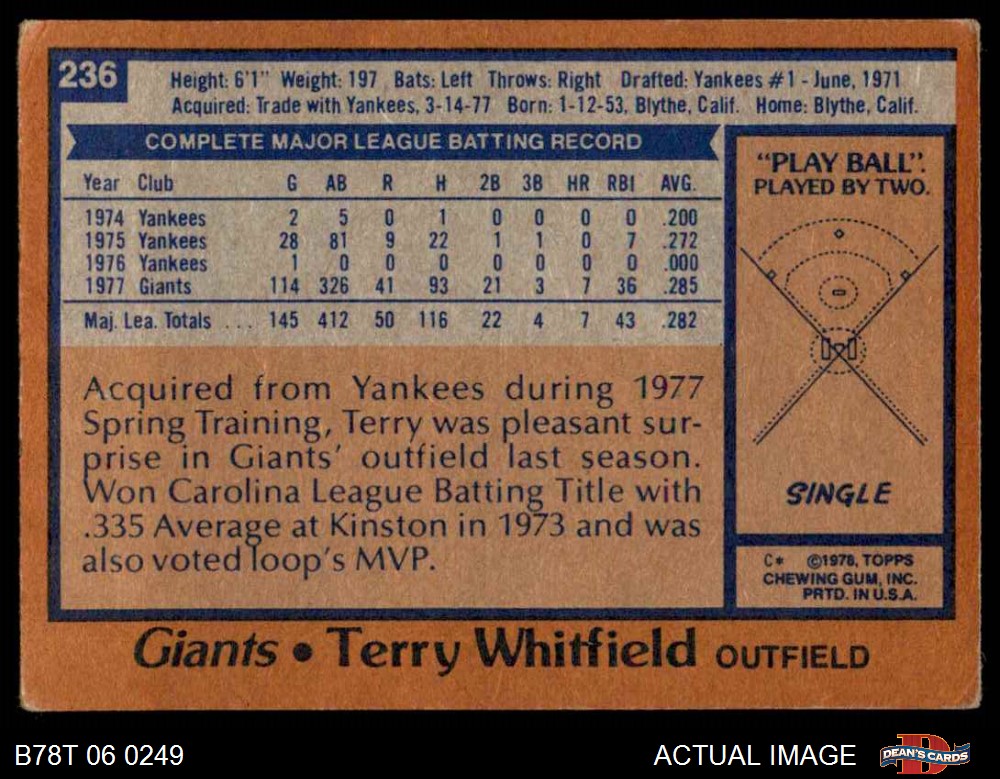 236
Height: 6'1" Weight: 197 Bats: Left Throws: Right Drafted: Yankees #1 - June, 1971
Acquired: Trade with Yankees, 3-14-77 Born: 1-12-53, Blythe, Calif. Home: Blythe, Calif.
COMPLETE MAJOR LEAGUE BATTING RECORD
Year Club G AB R H 2B 3B HR RBI AVG.
1974 Yankees 2 5 0 1 0 0 0 0 .200
1975 Yankees 28 81 9 22 1 1 0 7 .272
1976 Yankees 1 0 0 0 0 0 0 0 .000
1977 Giants 114 326 41 93 21 3 7 36 .285
Maj. Lea. Totals ... 145 412 50 116 22 4 7 43 .282
Acquired from Yankees during 1977
Spring Training, Terry was pleasant sur-
prise in Giants' outfield last season.
Won Carolina League Batting Title with
.335 Average at Kinston in 1973 and was
also voted loop's MVP.
"PLAY BALL".
PLAYED BY TWO.
SINGLE
C* ©1978, TOPPS
CHEWING GUM, INC.
PRTD. IN U.S.A.
Giants • Terry Whitfield OUTFIELD
B78T 06 0249
ACTUAL IMAGE
D
DEAN'S CARDS